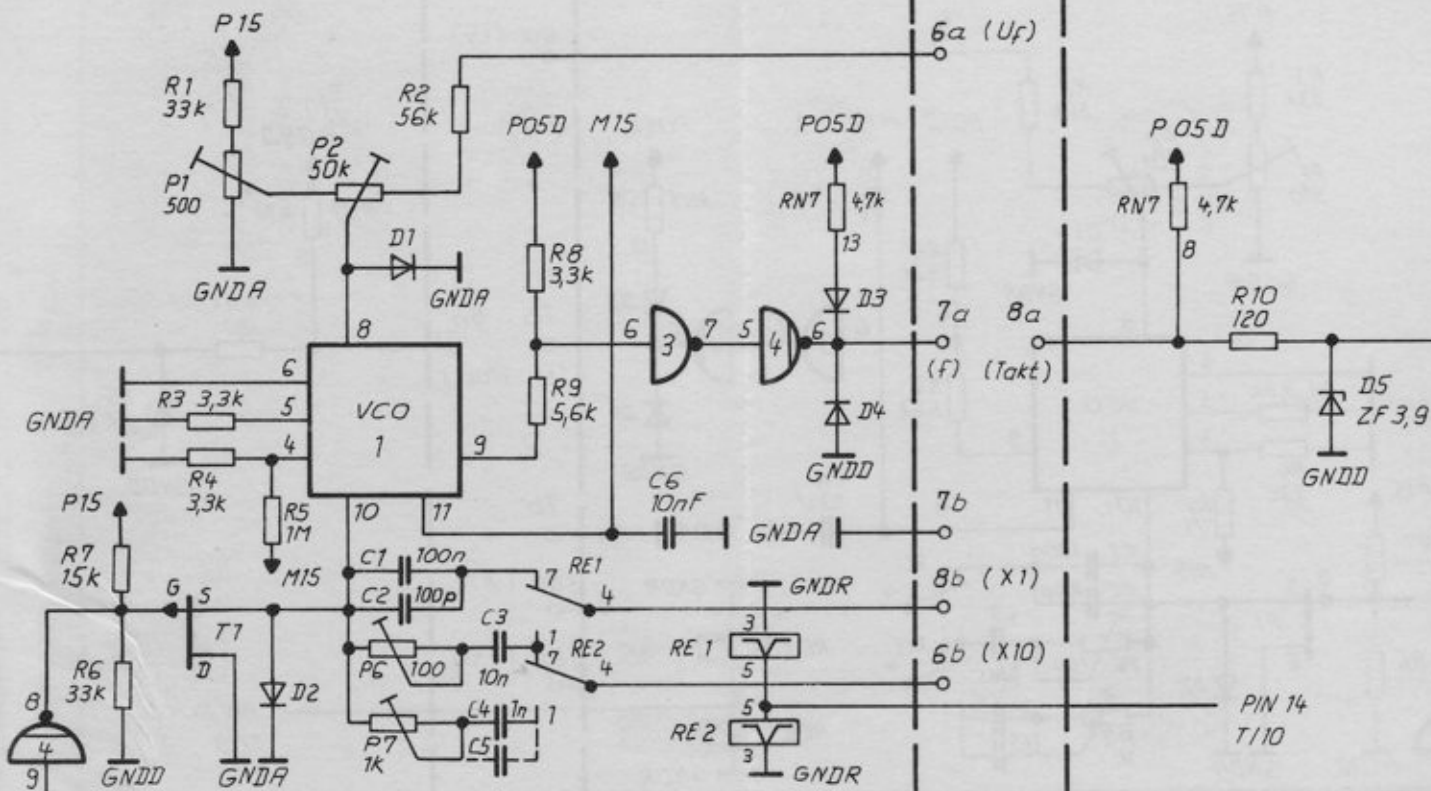 P15
R1
33k
P1
500
GNDA
P2
50k
R2
56k
6a (Uf)
D1
GNDA
8
P05D
M15
R8
3,3k
R9
5,6k
P05D
RN7
4,7k
13
D3
6
3
7
5
4
6
7a
(f)
8a
(Takt)
D4
GNDD
P05D
RN7
4,7k
8
R10
120
D5
ZF 3,9
GNDD
6
GNDA
R3 3,3k
5
4
R4
3,3k
VCO
1
9
10
11
C6
10nF
GNDA
7b
P15
R7
15k
R5
1M
M15
G
S
T1
D
R6
33k
8
4
9
GNDD
GNDA
D2
C1
100n
C2
100p
P6
100
C3
10n
P7
1k
C4
1n
C5
7
RE1
4
1
RE2
7
4
1
GNDR
3
RE 1
5
5
RE 2
3
GNDR
8b (X1)
6b (X10)
PIN 14
T/10